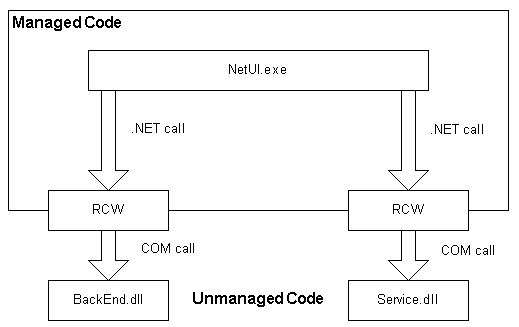 Managed Code
NetUI.exe
.NET call
.NET call
RCW
RCW
COM call
COM call
BackEnd.dll
Unmanaged Code
Service.dll